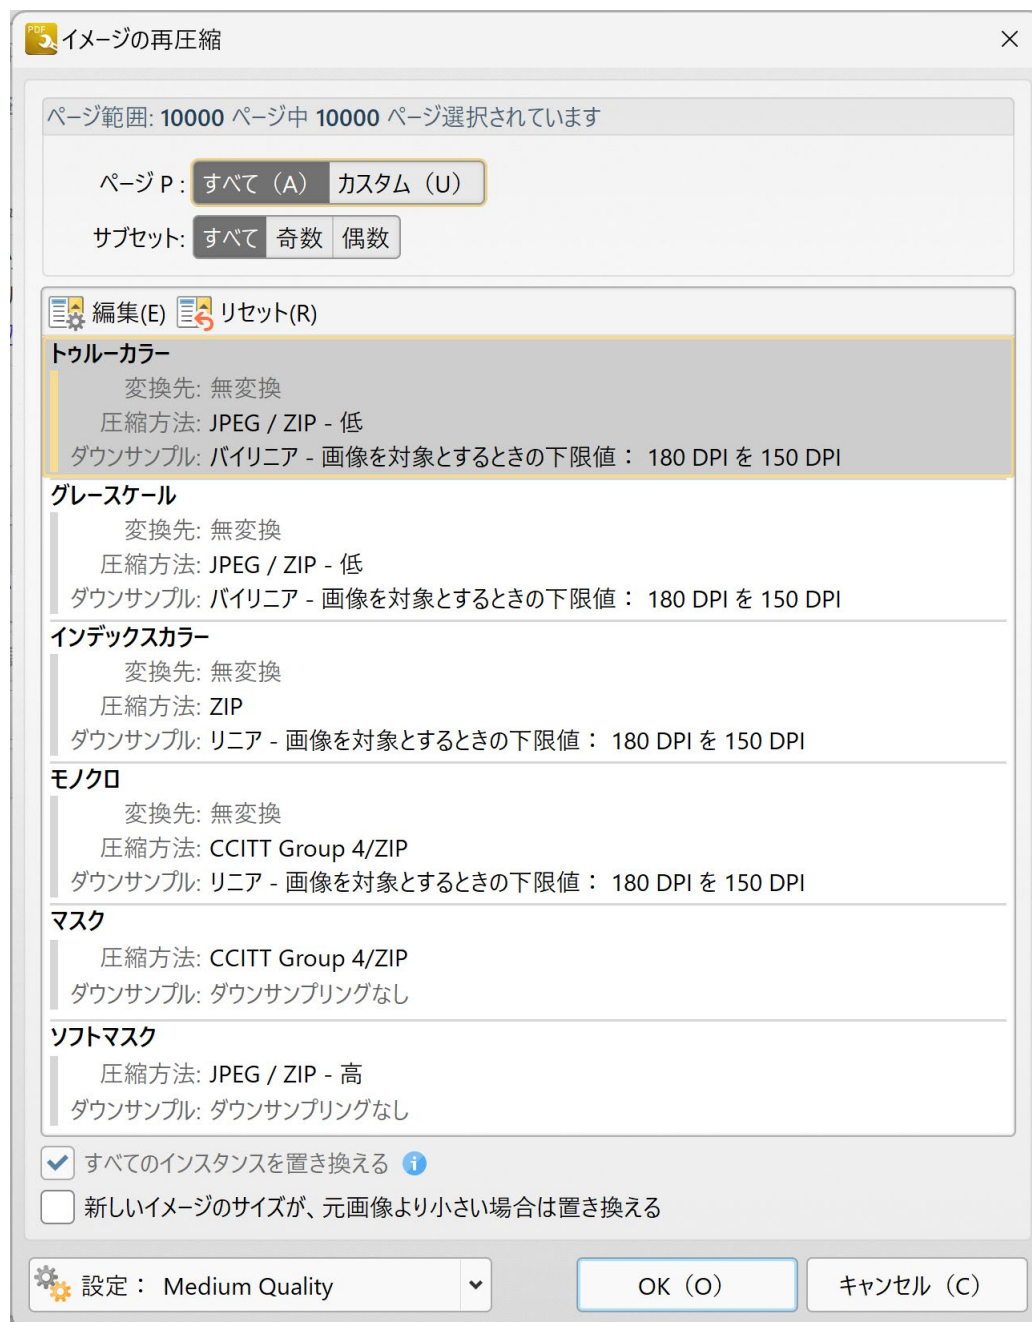 PDF
イメージの再圧縮
ページ範囲: 10000 ページ中 10000 ページ選択されています
ページ P : すべて（A） カスタム（U）
サブセット: すべて 奇数 偶数
編集(E) リセット(R)
トゥルーカラー
変換先: 無変換
圧縮方法: JPEG / ZIP - 低
ダウンサンプル: バイリニア - 画像を対象とするときの下限値： 180 DPI を 150 DPI
グレースケール
変換先: 無変換
圧縮方法: JPEG / ZIP - 低
ダウンサンプル: バイリニア - 画像を対象とするときの下限値： 180 DPI を 150 DPI
インデックスカラー
変換先: 無変換
圧縮方法: ZIP
ダウンサンプル: リニア - 画像を対象とするときの下限値： 180 DPI を 150 DPI
モノクロ
変換先: 無変換
圧縮方法: CCITT Group 4/ZIP
ダウンサンプル: リニア - 画像を対象とするときの下限値： 180 DPI を 150 DPI
マスク
圧縮方法: CCITT Group 4/ZIP
ダウンサンプル: ダウンサンプリングなし
ソフトマスク
圧縮方法: JPEG / ZIP - 高
ダウンサンプル: ダウンサンプリングなし
すべてのインスタンスを置き換える
新しいイメージのサイズが、元画像より小さい場合は置き換える
設定： Medium Quality OK（O） キャンセル（C）